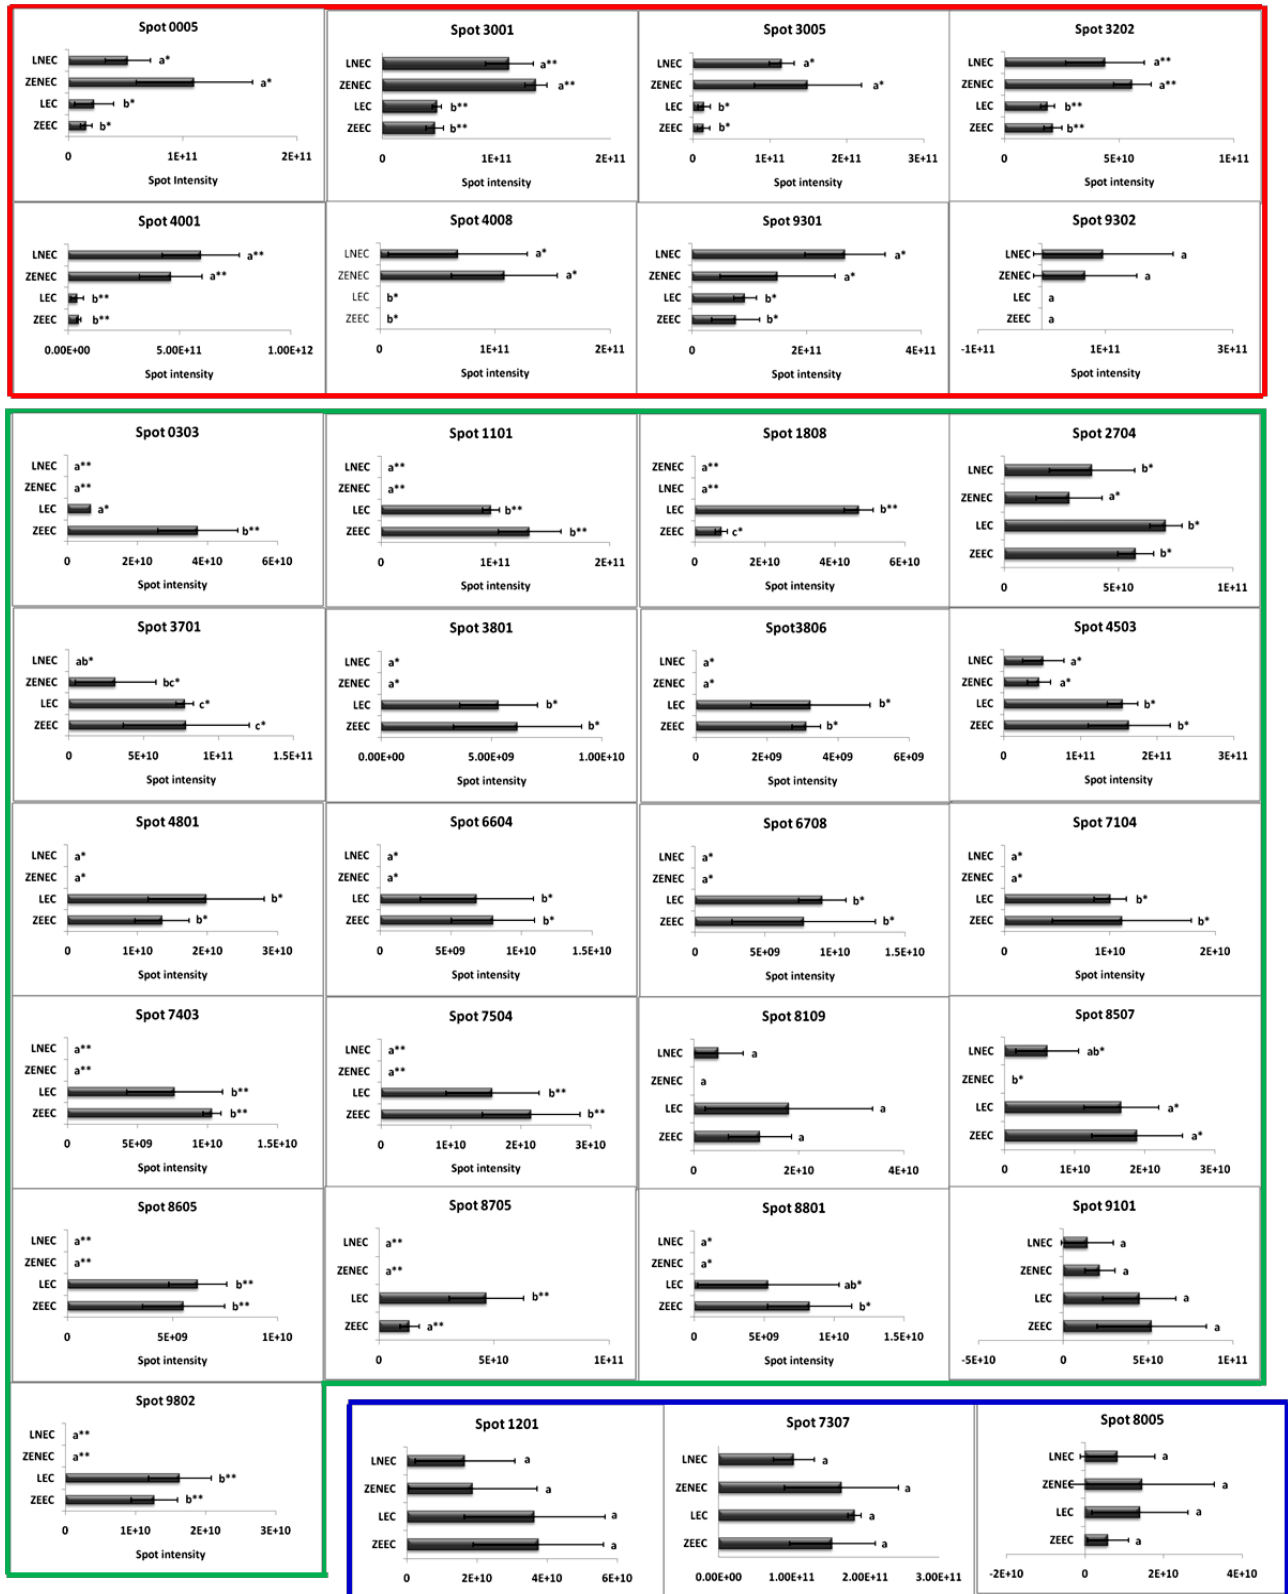 Spot 0005
LNEC a*
ZENEC a*
LEC b*
ZEEC b*
0 1E+11 2E+11
Spot Intensity
Spot 3001
LNEC a**
ZENEC a**
LEC b**
ZEEC b**
0 1E+11 2E+11
Spot intensity
Spot 3005
LNEC a*
ZENEC a*
LEC b*
ZEEC b*
0 1E+11 2E+11 3E+11
Spot intensity
Spot 3202
LNEC a**
ZENEC a**
LEC b**
ZEEC b**
0 5E+10 1E+11
Spot intensity
Spot 4001
LNEC a**
ZENEC a**
LEC b**
ZEEC b**
0.00E+00 5.00E+11 1.00E+12
Spot intensity
Spot 4008
LNEC a*
ZENEC a*
LEC b*
ZEEC b*
0 1E+11 2E+11
Spot intensity
Spot 9301
LNEC a*
ZENEC a*
LEC b*
ZEEC b*
0 2E+11 4E+11
Spot intensity
Spot 9302
LNEC a
ZENEC a
LEC a
ZEEC a
-1E+11 1E+11 3E+11
Spot intensity
Spot 0303
LNEC a**
ZENEC a**
LEC a*
ZEEC b**
0 2E+10 4E+10 6E+10
Spot intensity
Spot 1101
LNEC a**
ZENEC a**
LEC b**
ZEEC b**
0 1E+11 2E+11
Spot intensity
Spot 1808
ZENEC a**
LNEC a**
LEC b**
ZEEC c*
0 2E+10 4E+10 6E+10
Spot intensity
Spot 2704
LNEC b*
ZENEC a*
LEC b*
ZEEC b*
0 5E+10 1E+11
Spot intensity
Spot 3701
LNEC ab*
ZENEC bc*
LEC c*
ZEEC c*
0 5E+10 1E+11 1.5E+11
Spot intensity
Spot 3801
LNEC a*
ZENEC a*
LEC b*
ZEEC b*
0.00E+00 5.00E+09 1.00E+10
Spot intensity
Spot3806
LNEC a*
ZENEC a*
LEC b*
ZEEC b*
0 2E+09 4E+09 6E+09
Spot intensity
Spot 4503
LNEC a*
ZENEC a*
LEC b*
ZEEC b*
0 1E+11 2E+11 3E+11
Spot intensity
Spot 4801
LNEC a*
ZENEC a*
LEC b*
ZEEC b*
0 1E+10 2E+10 3E+10
Spot intensity
Spot 6604
LNEC a*
ZENEC a*
LEC b*
ZEEC b*
0 5E+09 1E+10 1.5E+10
Spot intensity
Spot 6708
LNEC a*
ZENEC a*
LEC b*
ZEEC b*
0 5E+09 1E+10 1.5E+10
Spot intensity
Spot 7104
LNEC a*
ZENEC a*
LEC b*
ZEEC b*
0 1E+10 2E+10
Spot intensity
Spot 7403
LNEC a**
ZENEC a**
LEC b**
ZEEC b**
0 5E+09 1E+10 1.5E+10
Spot intensity
Spot 7504
LNEC a**
ZENEC a**
LEC b**
ZEEC b**
0 1E+10 2E+10 3E+10
Spot intensity
Spot 8109
LNEC a
ZENEC a
LEC a
ZEEC a
0 2E+10 4E+10
Spot 8507
LNEC ab*
ZENEC b*
LEC a*
ZEEC a*
0 1E+10 2E+10 3E+10
Spot 8605
LNEC a**
ZENEC a**
LEC b**
ZEEC b**
0 5E+09 1E+10
Spot intensity
Spot 8705
LNEC a**
ZENEC a**
LEC b**
ZEEC a**
0 5E+10 1E+11
Spot 8801
LNEC a*
ZENEC a*
LEC ab*
ZEEC b*
0 5E+09 1E+10 1.5E+10
Spot intensity
Spot 9101
LNEC a
ZENEC a
LEC a
ZEEC a
-5E+10 0 5E+10 1E+11
Spot 9802
LNEC a**
ZENEC a**
LEC b**
ZEEC b**
0 1E+10 2E+10 3E+10
Spot intensity
Spot 1201
LNEC a
ZENEC a
LEC a
ZEEC a
0 2E+10 4E+10 6E+10
Spot 7307
LNEC a
ZENEC a
LEC a
ZEEC a
0.00E+00 1.00E+11 2.00E+11 3.00E+11
Spot 8005
LNEC a
ZENEC a
LEC a
ZEEC a
-2E+10 0 2E+10 4E+10